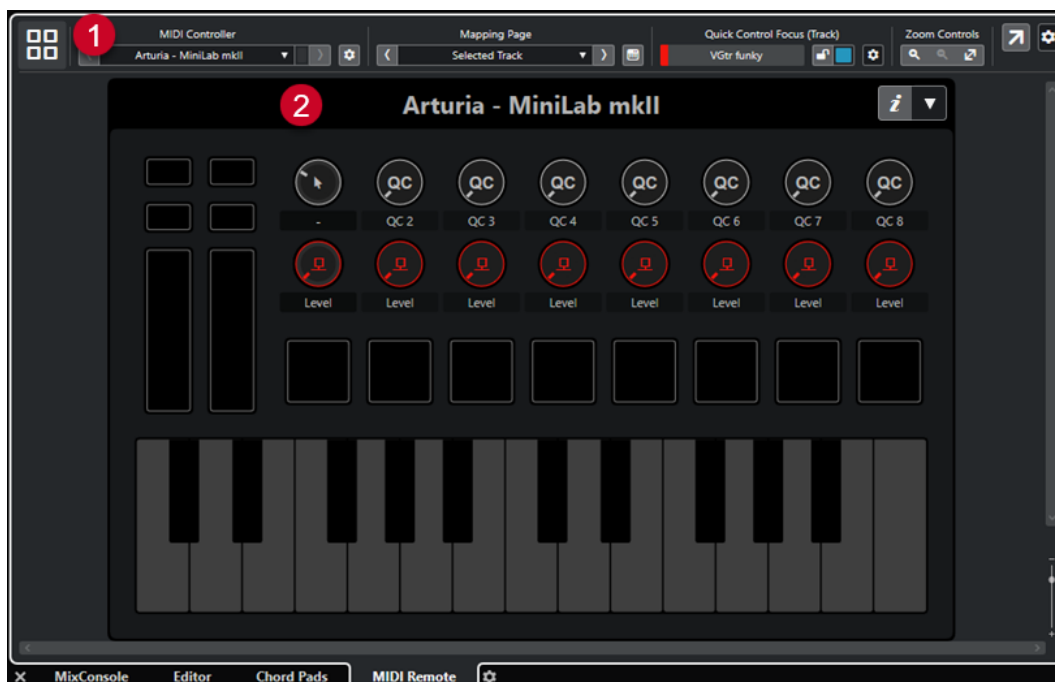 1
MIDI Controller
Mapping Page
Quick Control Focus (Track)
Zoom Controls
Arturia - MiniLab mkII
Selected Track
VGtr funky
2
Arturia - MiniLab mkII
i
QC QC QC QC QC QC QC
- QC 2 QC 3 QC 4 QC 5 QC 6 QC 7 QC 8
Level Level Level Level Level Level Level Level
MixConsole Editor Chord Pads MIDI Remote